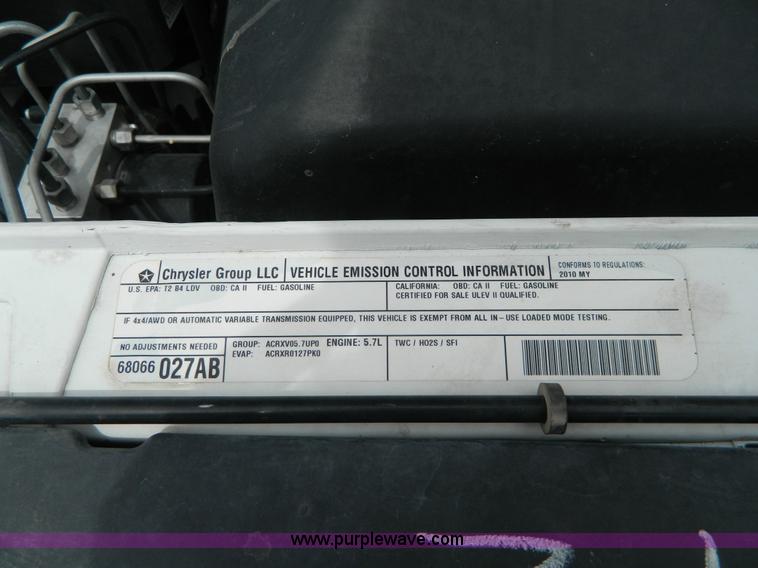 Chrysler Group LLC VEHICLE EMISSION CONTROL INFORMATION CONFORMS TO REGULATIONS:
2010 MY
U.S. EPA: T2 B4 LDV OBD: CA II FUEL: GASOLINE
CALIFORNIA: OBD: CA II FUEL: GASOLINE
CERTIFIED FOR SALE ULEV II QUALIFIED.
IF 4x4/AWD OR AUTOMATIC VARIABLE TRANSMISSION EQUIPPED, THIS VEHICLE IS EXEMPT FROM ALL IN-USE LOADED MODE TESTING.
NO ADJUSTMENTS NEEDED
68066 027AB
GROUP: ACRXV05.7UP0 ENGINE: 5.7L
EVAP: ACRXR0127PK0
TWC / HO2S / SFI
www.purplewave.com